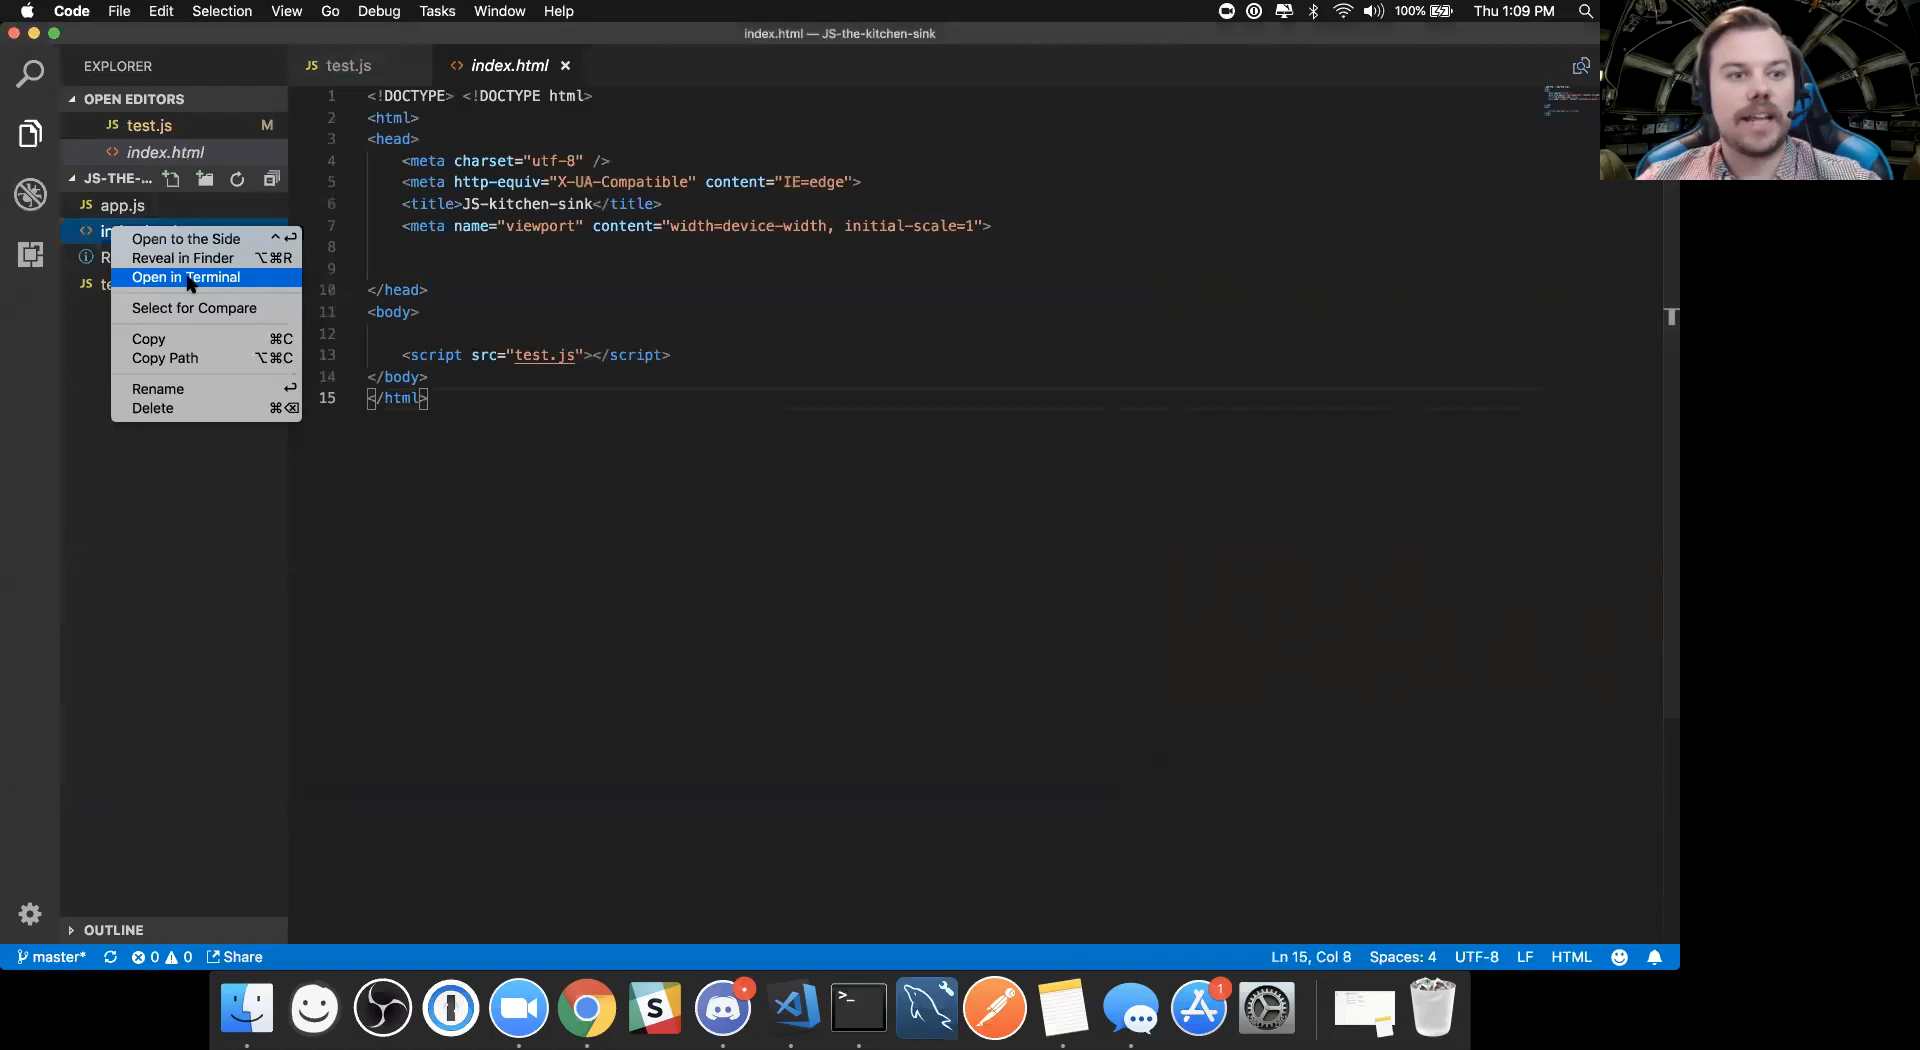 Code File Edit Selection View Go Debug Tasks Window Help 100% Thu 1:09 PM
index.html — JS-the-kitchen-sink
EXPLORER
OPEN EDITORS
JS test.js M
<> index.html
JS-THE-...
JS app.js
JS
Open to the Side ^↩
Reveal in Finder ⌥⌘R
Open in Terminal
Select for Compare
Copy ⌘C
Copy Path ⌥⌘C
Rename ↩
Delete ⌘⌫
OUTLINE
JS test.js <> index.html ×
1 <!DOCTYPE> <!DOCTYPE html>
2 <html>
3 <head>
4 <meta charset="utf-8" />
5 <meta http-equiv="X-UA-Compatible" content="IE=edge">
6 <title>JS-kitchen-sink</title>
7 <meta name="viewport" content="width=device-width, initial-scale=1">
8
9
10 </head>
11 <body>
12
13 <script src="test.js"></script>
14 </body>
15 </html>
master* 0 0 Share Ln 15, Col 8 Spaces: 4 UTF-8 LF HTML
S >_ 1